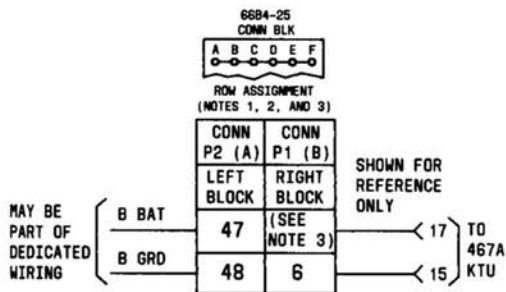 66B4-25
CONN BLK
A B C D E F
ROW ASSIGNMENT
(NOTES 1, 2, AND 3)
CONN P2 (A)
CONN P1 (B)
LEFT BLOCK
RIGHT BLOCK
SHOWN FOR REFERENCE ONLY
MAY BE PART OF DEDICATED WIRING
B BAT
47
(SEE NOTE 3)
17
B GRD
48
6
15
TO 467A KTU